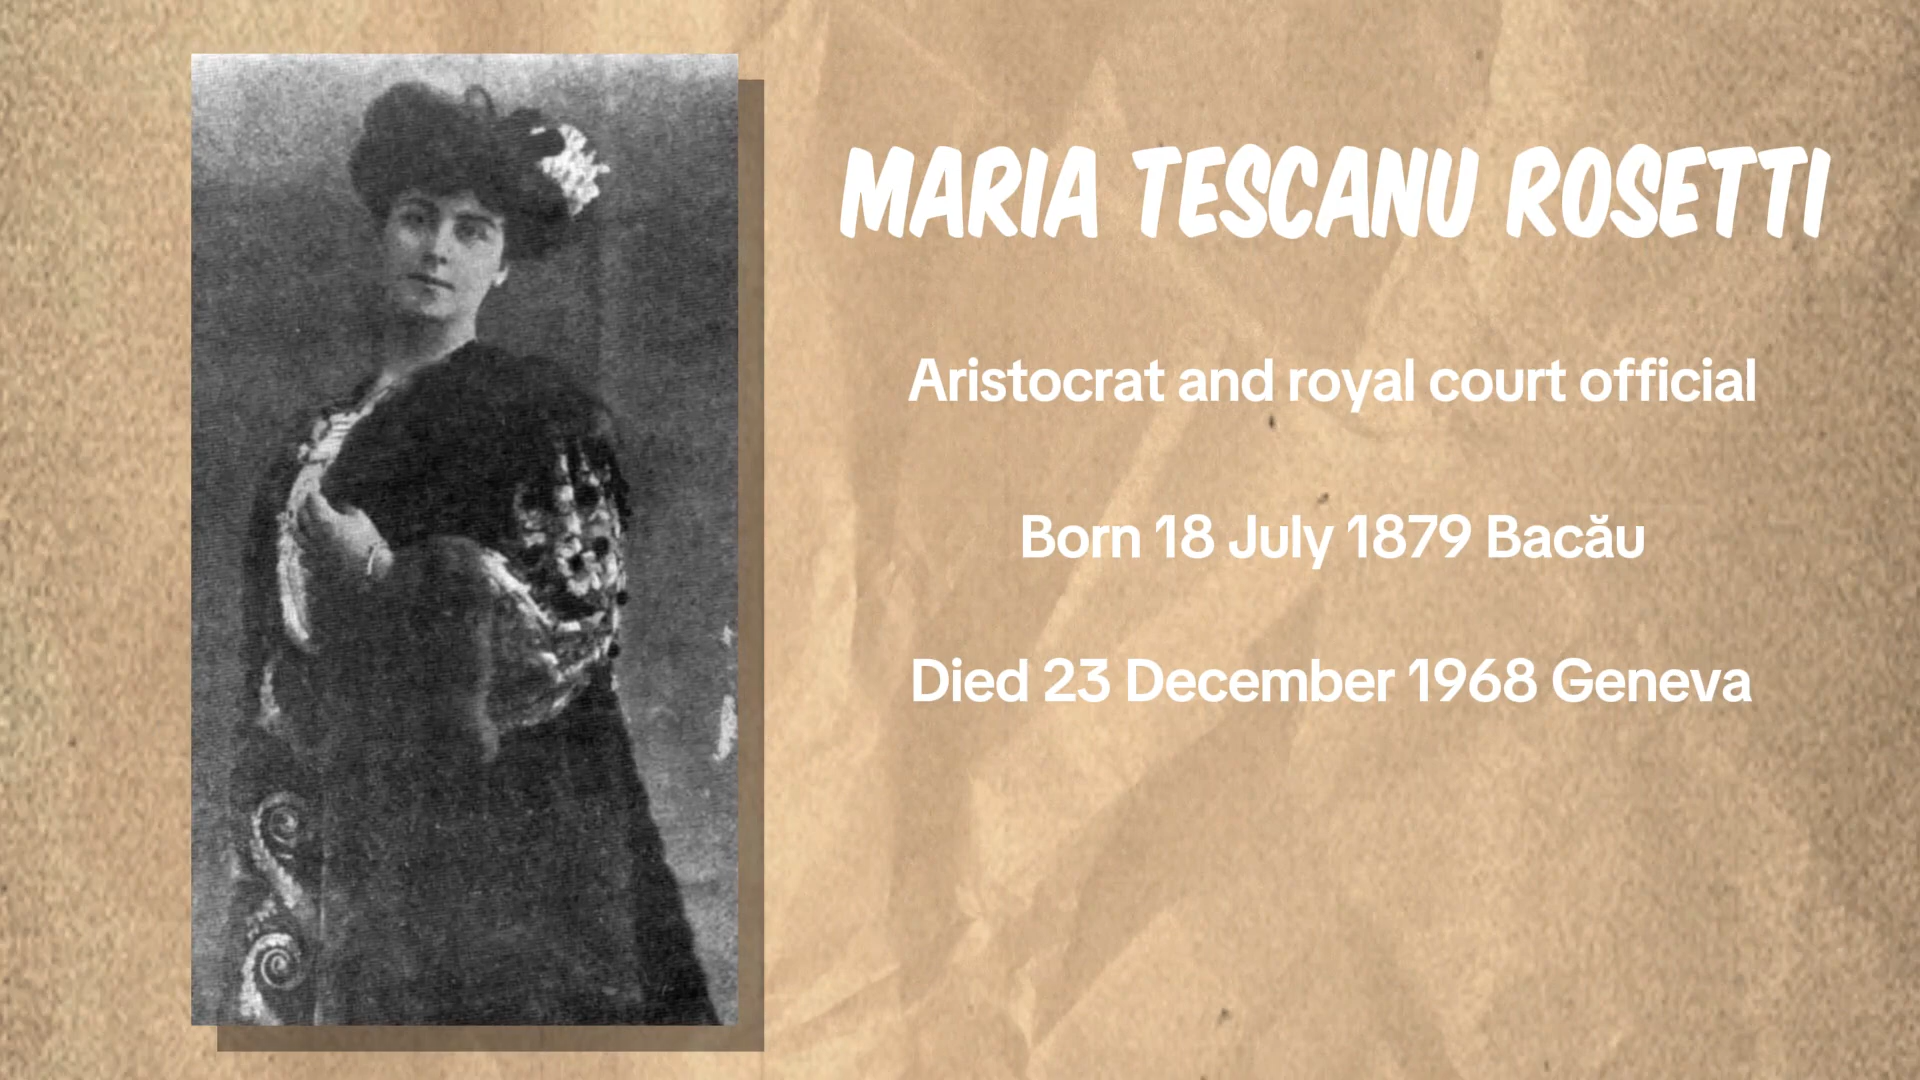 MARIA TESCANU ROSETTI
Aristocrat and royal court official
Born 18 July 1879 Bacău
Died 23 December 1968 Geneva